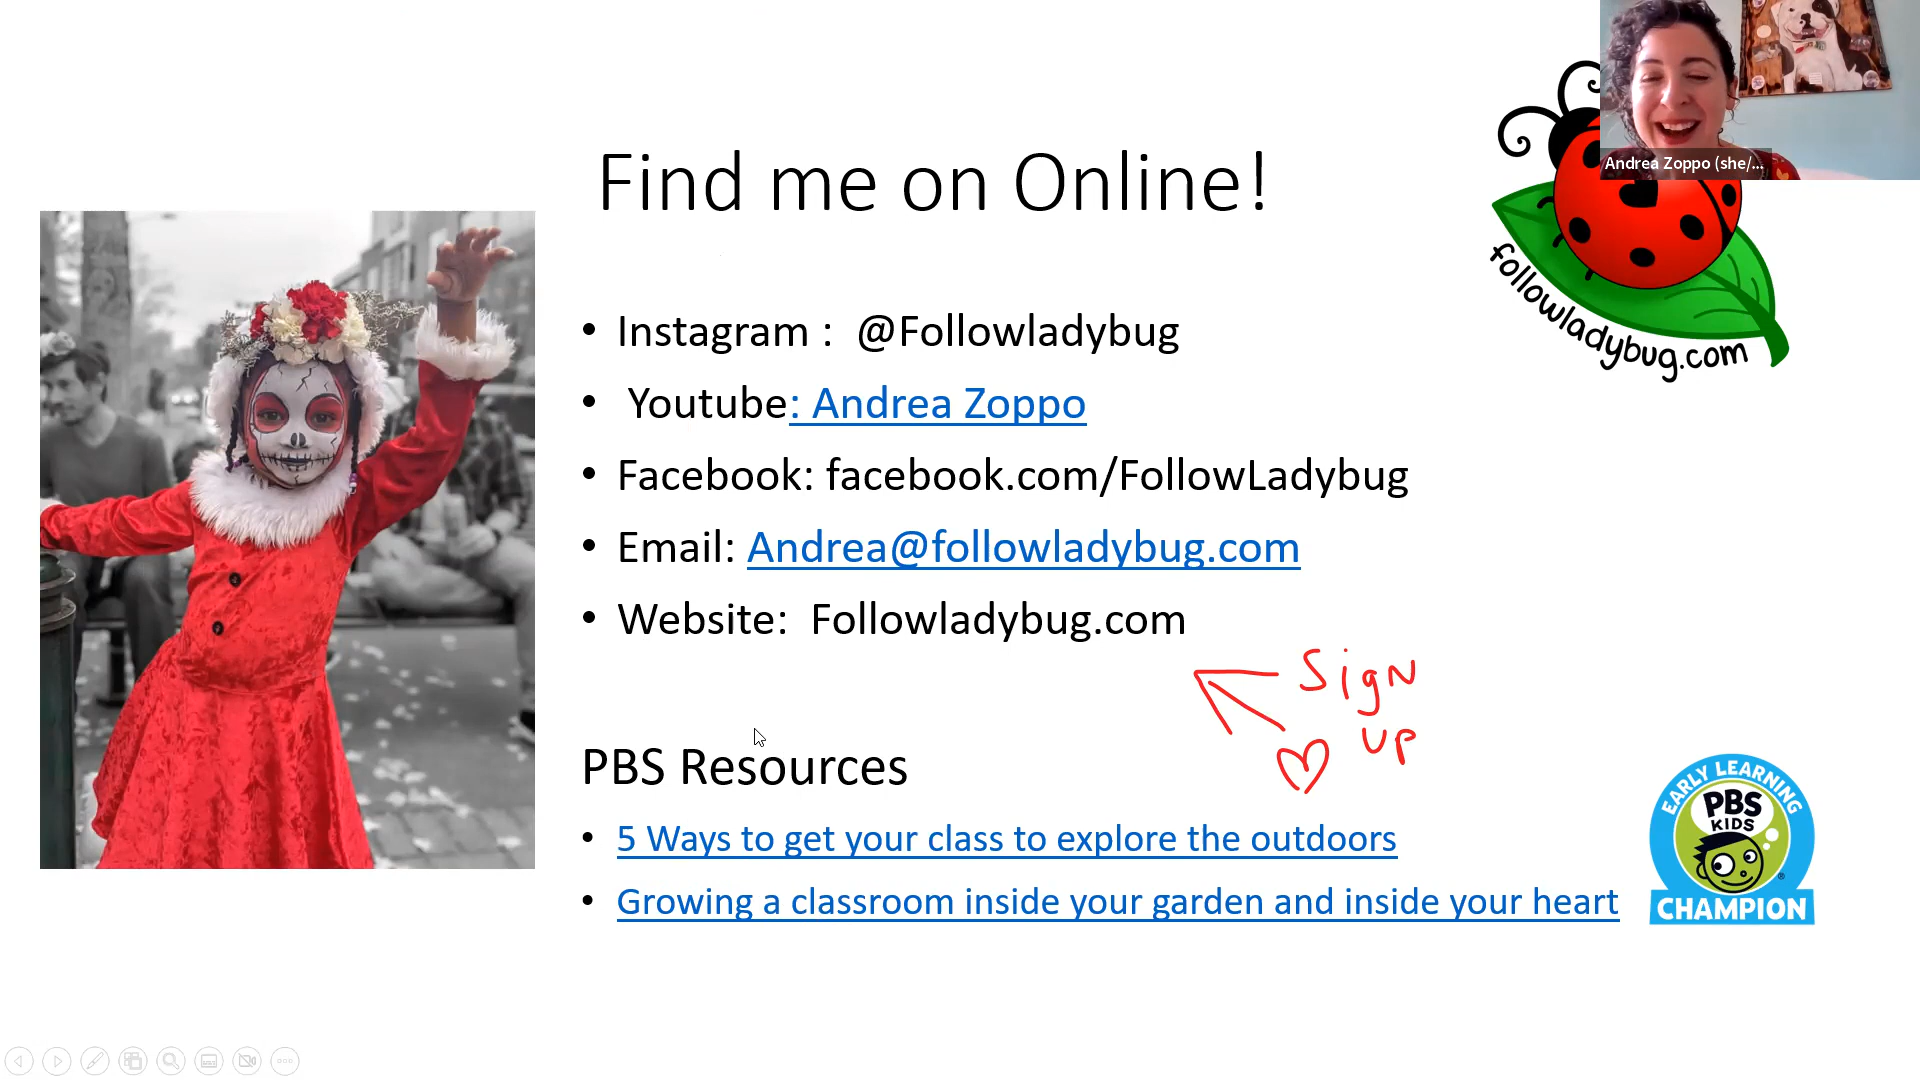 Find me on Online!
Andrea Zoppo (she/...
followladybug.com
• Instagram :  @Followladybug
• Youtube: Andrea Zoppo
• Facebook: facebook.com/FollowLadybug
• Email: Andrea@followladybug.com
• Website:  Followladybug.com
Sign
up
PBS Resources
• 5 Ways to get your class to explore the outdoors
• Growing a classroom inside your garden and inside your heart
EARLY LEARNING
PBS
KIDS
®
CHAMPION